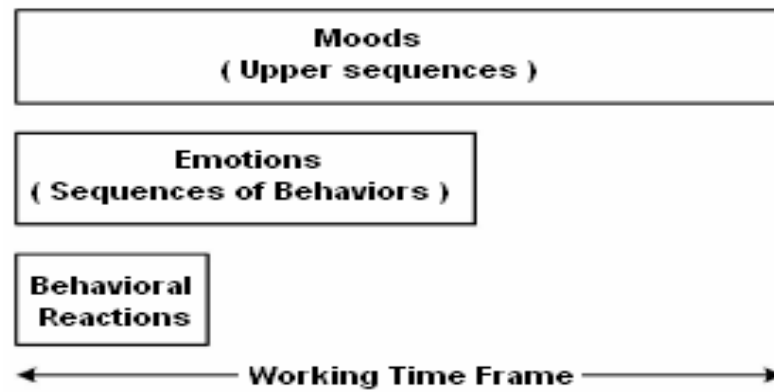 Moods
( Upper sequences )
Emotions
( Sequences of Behaviors )
Behavioral
Reactions
Working Time Frame